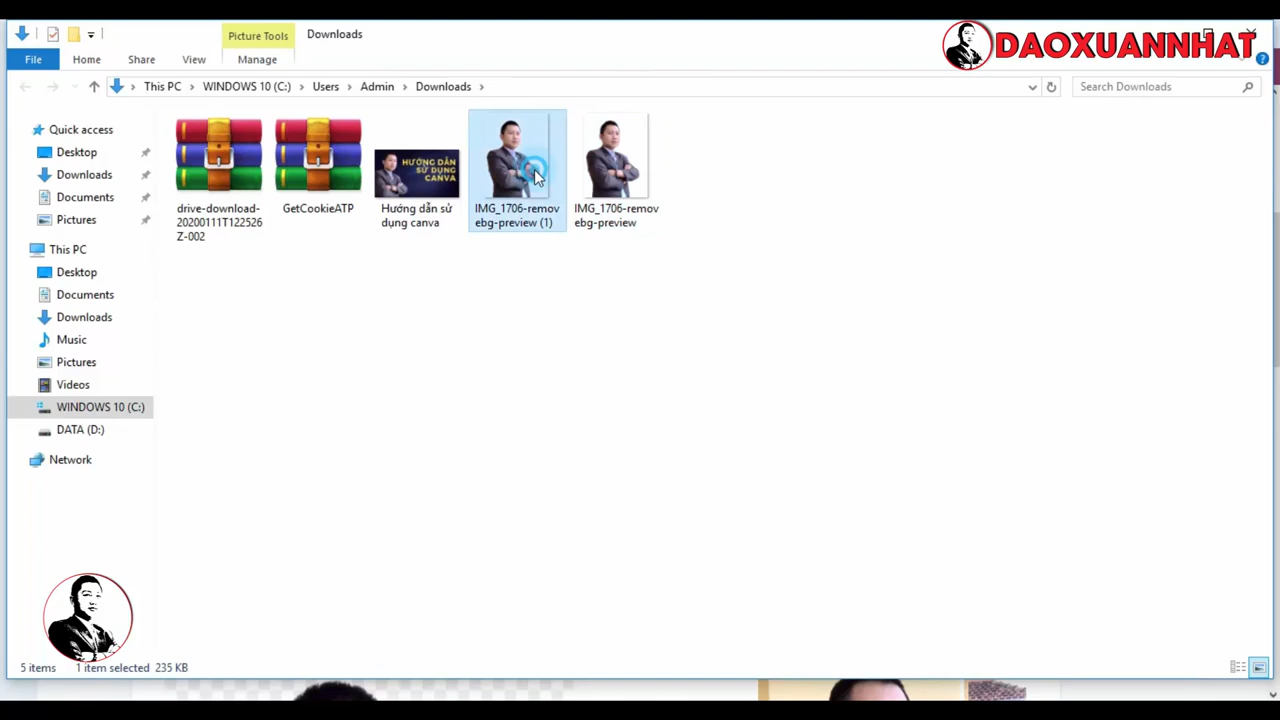 Picture Tools
Downloads
DAOXUANNHAT
File
Home
Share
View
Manage
This PC
WINDOWS 10 (C:)
Users
Admin
Downloads
Search Downloads
Quick access
Desktop
Downloads
Documents
Pictures
This PC
Desktop
Documents
Downloads
Music
Pictures
Videos
WINDOWS 10 (C:)
DATA (D:)
Network
drive-download-
20200111T122526
Z-002
GetCookieATP
HƯỚNG DẪN
SỬ DỤNG
CANVA
Hướng dẫn sử
dụng canva
IMG_1706-remov
ebg-preview (1)
IMG_1706-remov
ebg-preview
5 items
1 item selected
235 KB